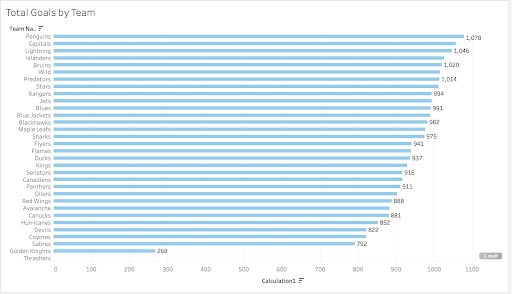 Total Goals by Team
Team Na..
Penguins 1,078
Capitals
Lightning 1,046
Islanders
Bruins 1,020
Wild
Predators 1,014
Stars
Rangers 994
Jets
Blues 991
Blue Jackets
Blackhawks 982
Maple Leafs
Sharks 975
Flyers 941
Flames
Ducks 937
Kings
Senators 916
Canadiens
Panthers 911
Oilers
Red Wings 888
Avalanche
Canucks 881
Hurricanes 852
Devils 822
Coyotes
Sabres 792
Golden Knights 268
Thrashers
1 null
0 100 200 300 400 500 600 700 800 900 1000 1100
Calculation1